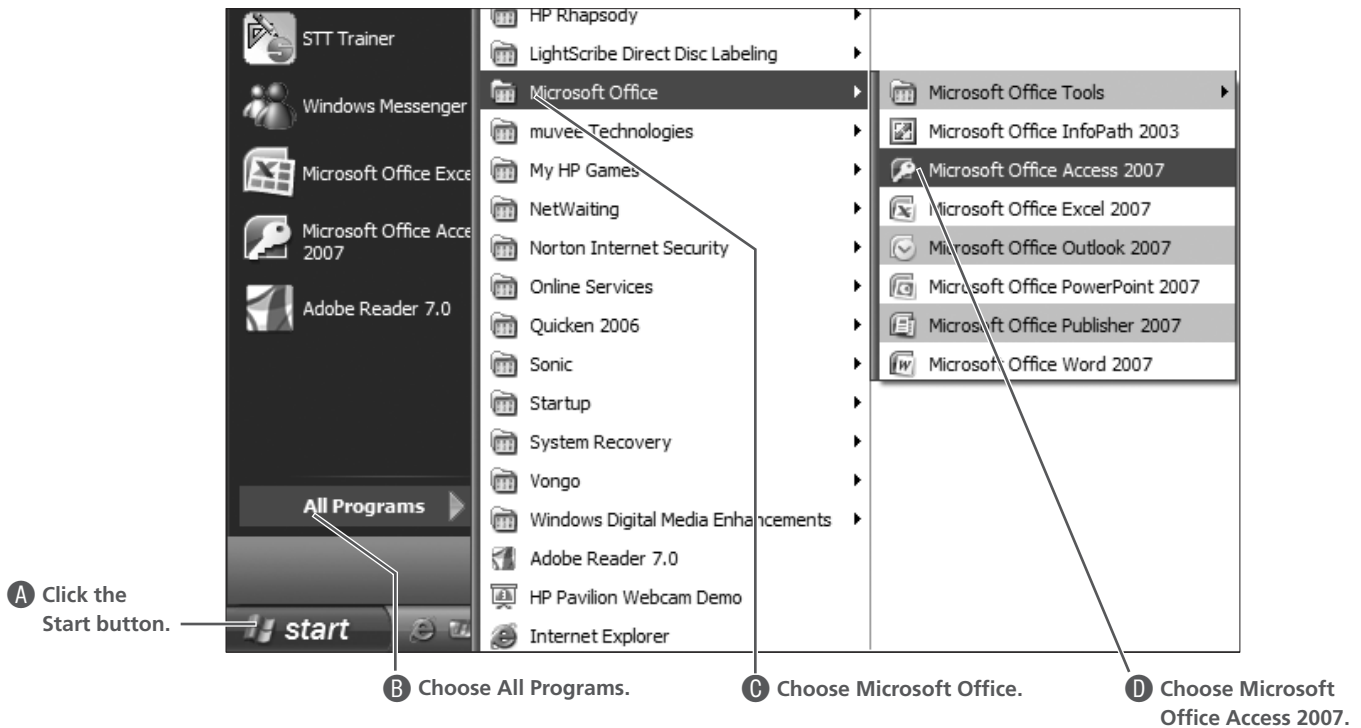 STT Trainer
Windows Messenger
Microsoft Office Exce
Microsoft Office Acce
2007
Adobe Reader 7.0
All Programs
start
HP Rhapsody
LightScribe Direct Disc Labeling
Microsoft Office
muvee Technologies
My HP Games
NetWaiting
Norton Internet Security
Online Services
Quicken 2006
Sonic
Startup
System Recovery
Vongo
Windows Digital Media Enhancements
Adobe Reader 7.0
HP Pavilion Webcam Demo
Internet Explorer
Microsoft Office Tools
Microsoft Office InfoPath 2003
Microsoft Office Access 2007
Microsoft Office Excel 2007
Microsoft Office Outlook 2007
Microsoft Office PowerPoint 2007
Microsoft Office Publisher 2007
Microsoft Office Word 2007
A Click the
Start button.
B Choose All Programs.
C Choose Microsoft Office.
D Choose Microsoft
Office Access 2007.